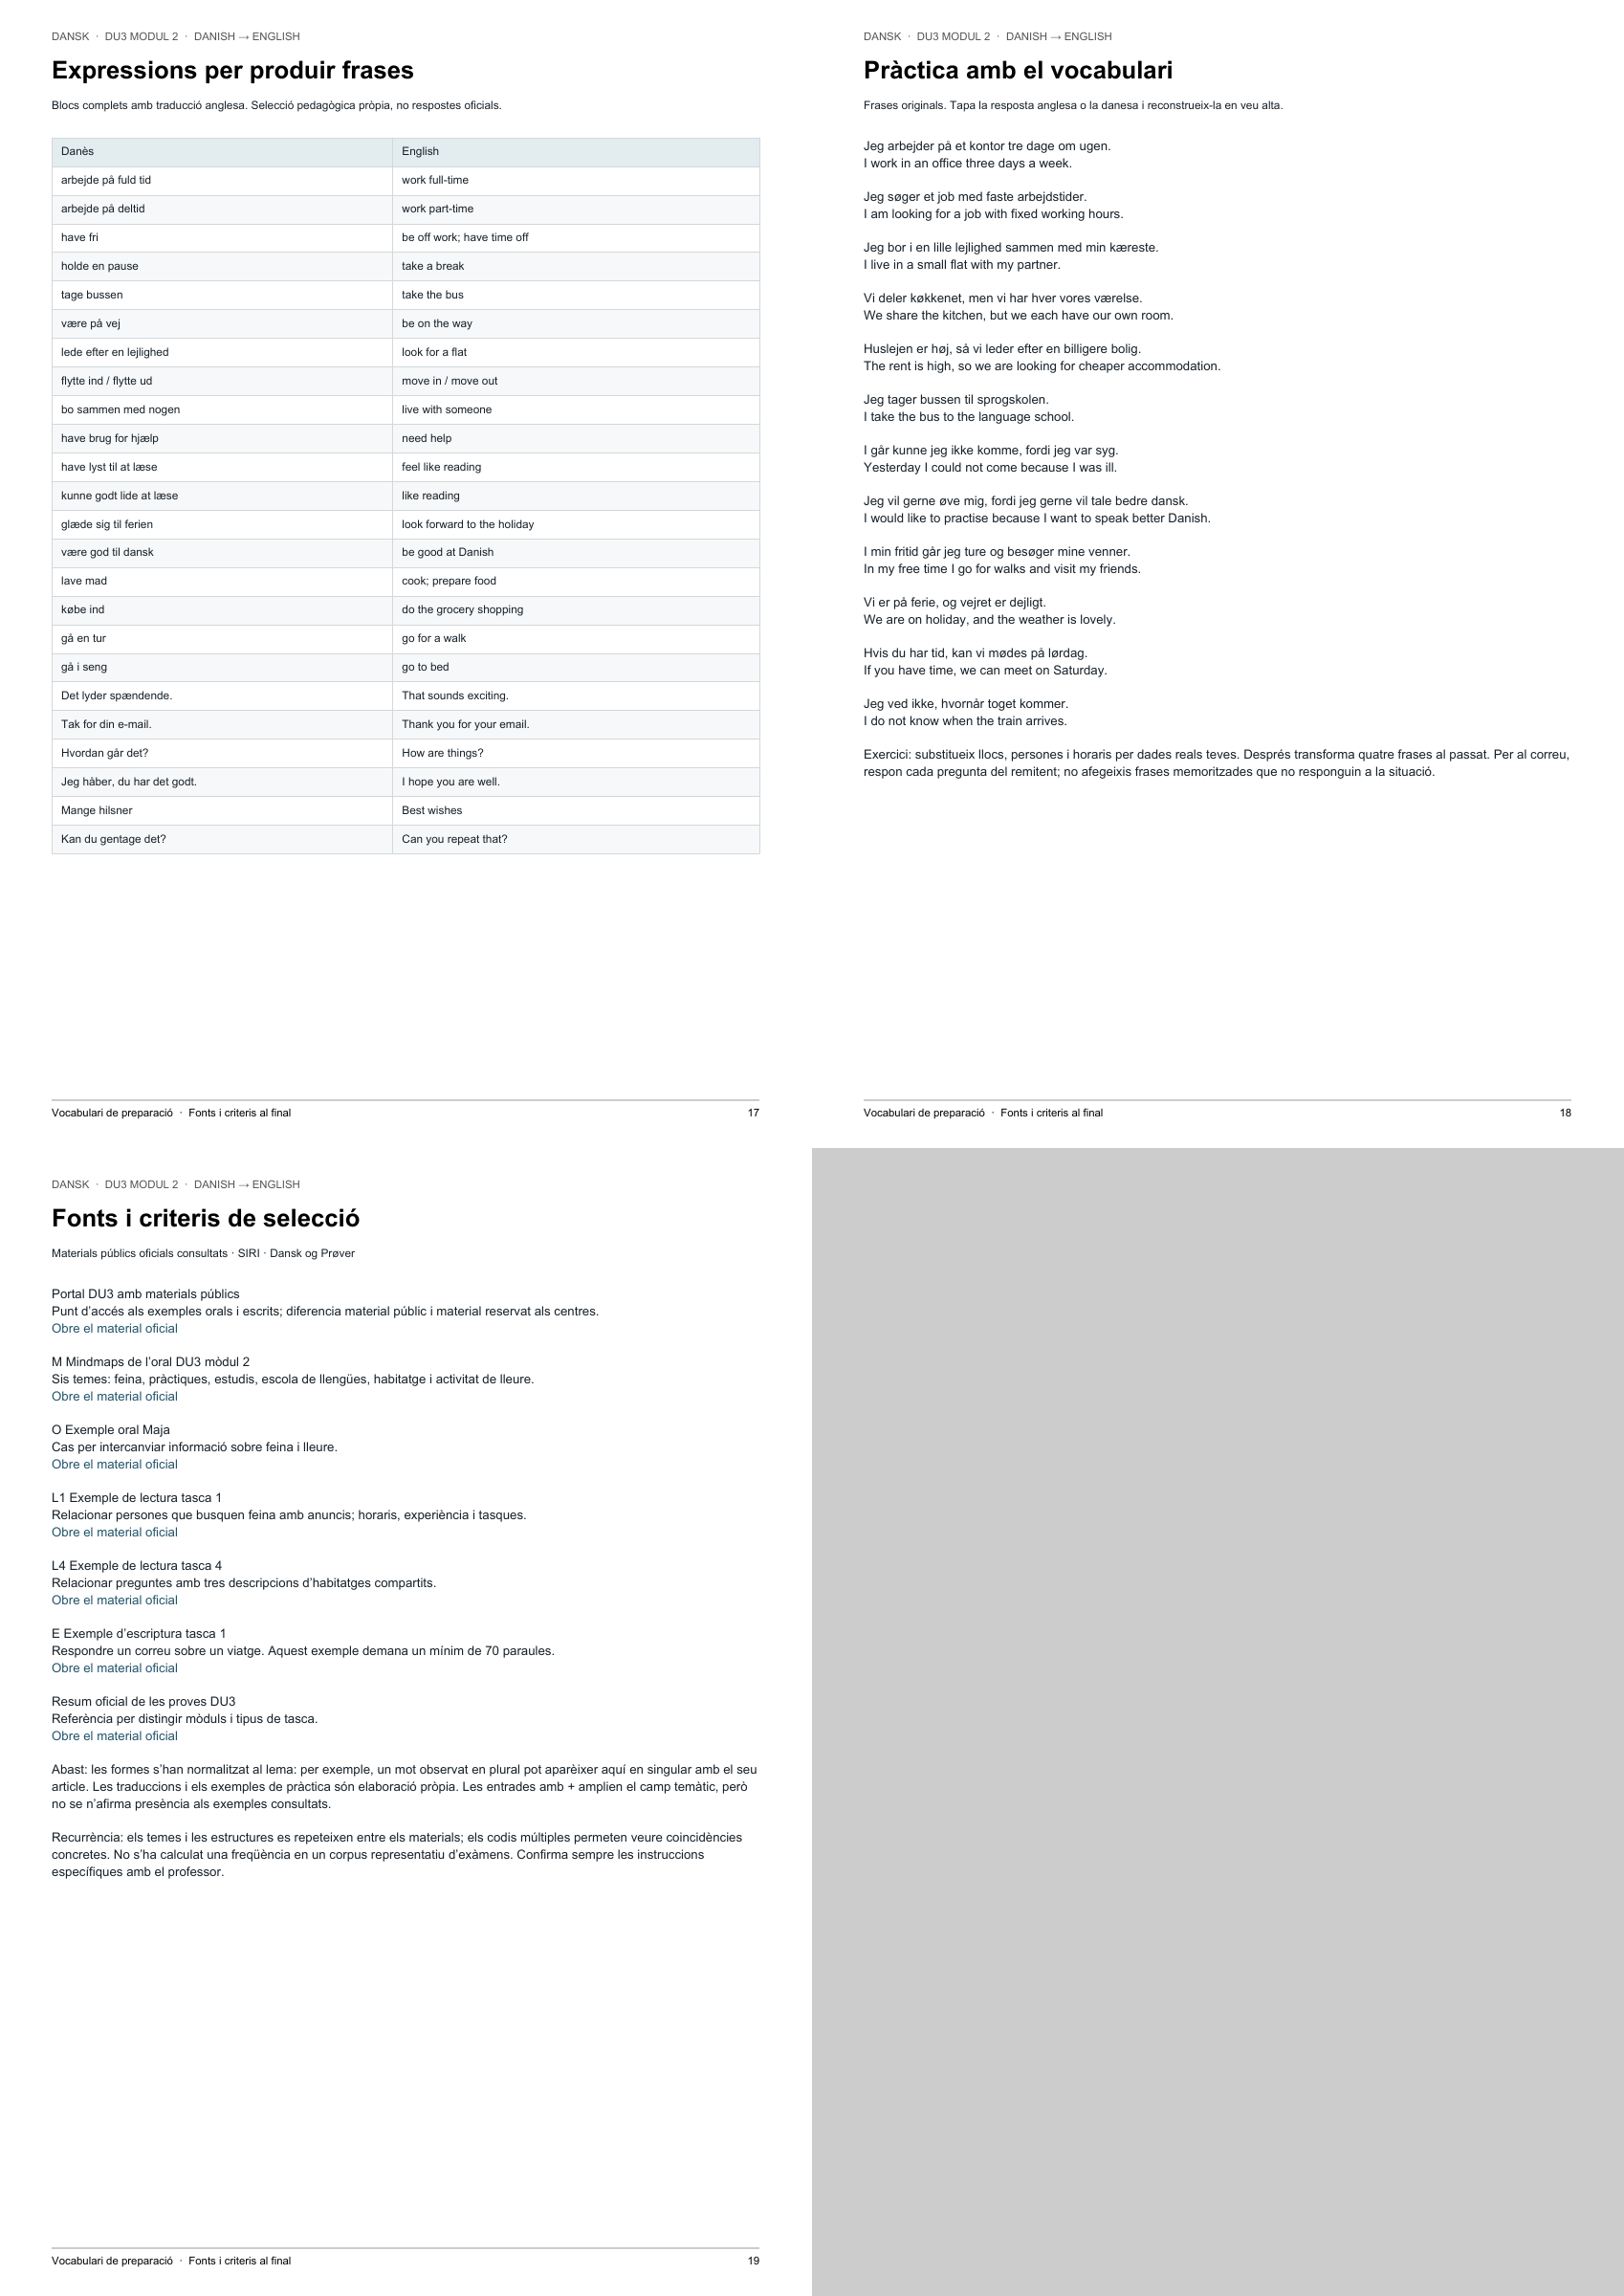 DANSK · DU3 MODUL 2 · DANISH → ENGLISH
Expressions per produir frases
Blocs complets amb traducció anglesa. Selecció pedagògica pròpia, no respostes oficials.
Danès English
arbejde på fuld tid work full-time
arbejde på deltid work part-time
have fri be off work; have time off
holde en pause take a break
tage bussen take the bus
være på vej be on the way
lede efter en lejlighed look for a flat
flytte ind / flytte ud move in / move out
bo sammen med nogen live with someone
have brug for hjælp need help
have lyst til at læse feel like reading
kunne godt lide at læse like reading
glæde sig til ferien look forward to the holiday
være god til dansk be good at Danish
lave mad cook; prepare food
købe ind do the grocery shopping
gå en tur go for a walk
gå i seng go to bed
Det lyder spændende. That sounds exciting.
Tak for din e-mail. Thank you for your email.
Hvordan går det? How are things?
Jeg håber, du har det godt. I hope you are well.
Mange hilsner Best wishes
Kan du gentage det? Can you repeat that?
Vocabulari de preparació · Fonts i criteris al final 17
DANSK · DU3 MODUL 2 · DANISH → ENGLISH
Pràctica amb el vocabulari
Frases originals. Tapa la resposta anglesa o la danesa i reconstrueix-la en veu alta.
Jeg arbejder på et kontor tre dage om ugen.
I work in an office three days a week.
Jeg søger et job med faste arbejdstider.
I am looking for a job with fixed working hours.
Jeg bor i en lille lejlighed sammen med min kæreste.
I live in a small flat with my partner.
Vi deler køkkenet, men vi har hver vores værelse.
We share the kitchen, but we each have our own room.
Huslejen er høj, så vi leder efter en billigere bolig.
The rent is high, so we are looking for cheaper accommodation.
Jeg tager bussen til sprogskolen.
I take the bus to the language school.
I går kunne jeg ikke komme, fordi jeg var syg.
Yesterday I could not come because I was ill.
Jeg vil gerne øve mig, fordi jeg gerne vil tale bedre dansk.
I would like to practise because I want to speak better Danish.
I min fritid går jeg ture og besøger mine venner.
In my free time I go for walks and visit my friends.
Vi er på ferie, og vejret er dejligt.
We are on holiday, and the weather is lovely.
Hvis du har tid, kan vi mødes på lørdag.
If you have time, we can meet on Saturday.
Jeg ved ikke, hvornår toget kommer.
I do not know when the train arrives.
Exercici: substitueix llocs, persones i horaris per dades reals teves. Després transforma quatre frases al passat. Per al correu,
respon cada pregunta del remitent; no afegeixis frases memoritzades que no responguin a la situació.
Vocabulari de preparació · Fonts i criteris al final 18
DANSK · DU3 MODUL 2 · DANISH → ENGLISH
Fonts i criteris de selecció
Materials públics oficials consultats · SIRI · Dansk og Prøver
Portal DU3 amb materials públics
Punt d’accés als exemples orals i escrits; diferencia material públic i material reservat als centres.
Obre el material oficial
M Mindmaps de l’oral DU3 mòdul 2
Sis temes: feina, pràctiques, estudis, escola de llengües, habitatge i activitat de lleure.
Obre el material oficial
O Exemple oral Maja
Cas per intercanviar informació sobre feina i lleure.
Obre el material oficial
L1 Exemple de lectura tasca 1
Relacionar persones que busquen feina amb anuncis; horaris, experiència i tasques.
Obre el material oficial
L4 Exemple de lectura tasca 4
Relacionar preguntes amb tres descripcions d’habitatges compartits.
Obre el material oficial
E Exemple d’escriptura tasca 1
Respondre un correu sobre un viatge. Aquest exemple demana un mínim de 70 paraules.
Obre el material oficial
Resum oficial de les proves DU3
Referència per distingir mòduls i tipus de tasca.
Obre el material oficial
Abast: les formes s’han normalitzat al lema: per exemple, un mot observat en plural pot aparèixer aquí en singular amb el seu
article. Les traduccions i els exemples de pràctica són elaboració pròpia. Les entrades amb + amplien el camp temàtic, però
no se n’afirma presència als exemples consultats.
Recurrència: els temes i les estructures es repeteixen entre els materials; els codis múltiples permeten veure coincidències
concretes. No s’ha calculat una freqüència en un corpus representatiu d’exàmens. Confirma sempre les instruccions
específiques amb el professor.
Vocabulari de preparació · Fonts i criteris al final 19